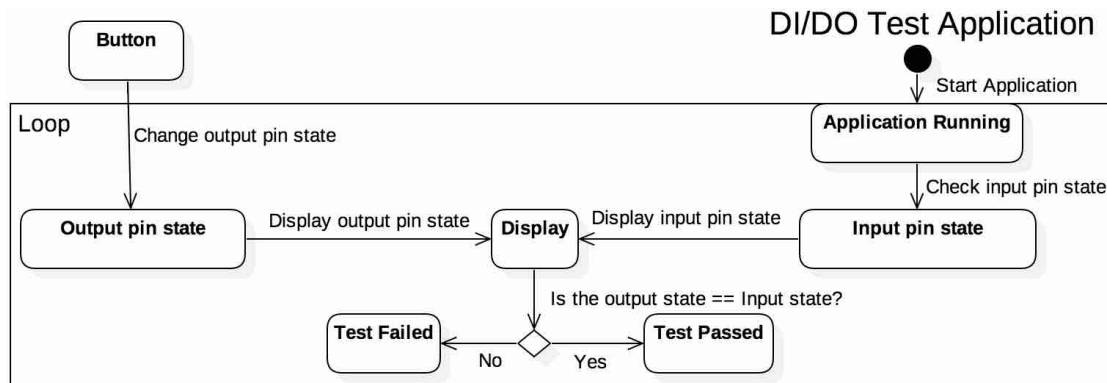 DI/DO Test Application
Button
Start Application
Loop
Application Running
Change output pin state
Check input pin state
Output pin state
Display output pin state
Display
Display input pin state
Input pin state
Is the output state == Input state?
Test Failed
No
Yes
Test Passed